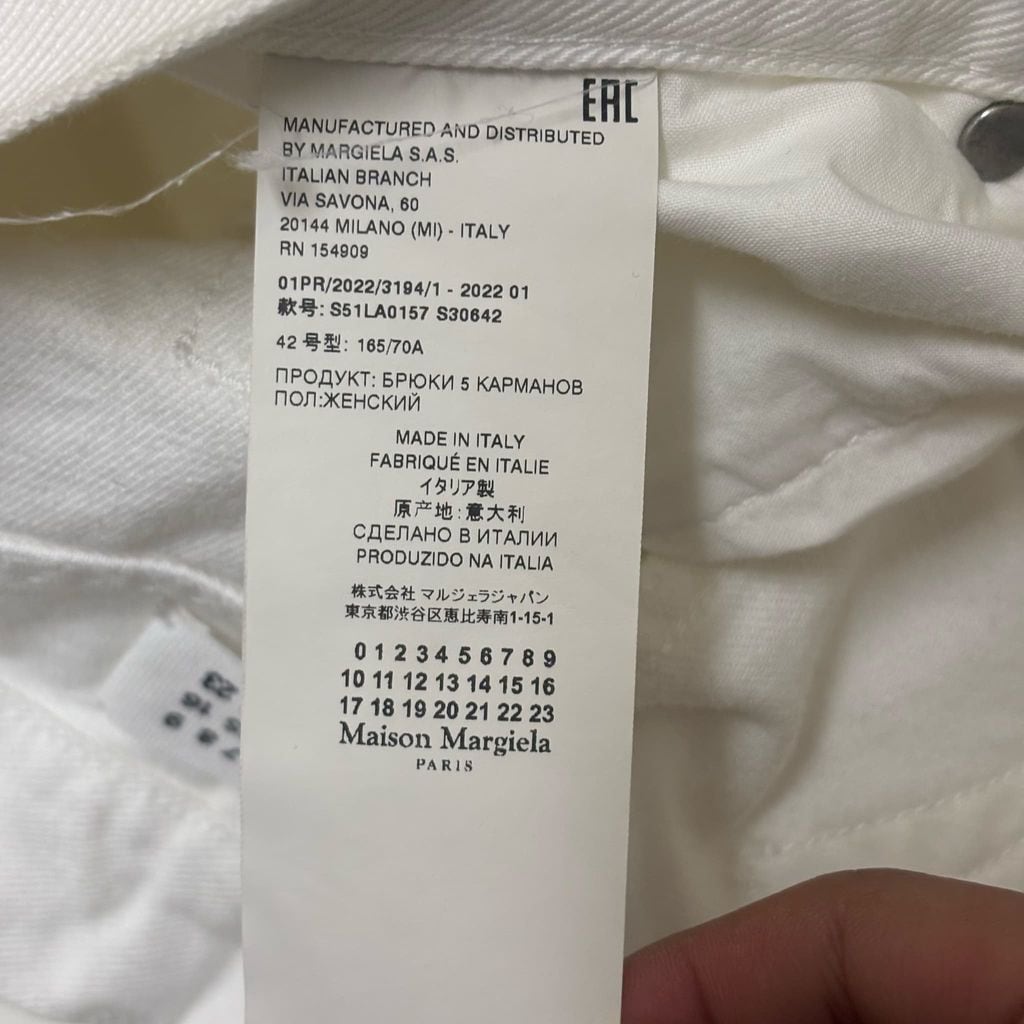 EAC
MANUFACTURED AND DISTRIBUTED
BY MARGIELA S.A.S.
ITALIAN BRANCH
VIA SAVONA, 60
20144 MILANO (MI) - ITALY
RN 154909
01PR/2022/3194/1 - 2022 01
款号: S51LA0157 S30642
42 号型: 165/70A
ПРОДУКТ: БРЮКИ 5 КАРМАНОВ
ПОЛ:ЖЕНСКИЙ
MADE IN ITALY
FABRIQUÉ EN ITALIE
イタリア製
原产地:意大利
СДЕЛАНО В ИТАЛИИ
PRODUZIDO NA ITALIA
株式会社 マルジェラジャパン
東京都渋谷区恵比寿南1-15-1
0 1 2 3 4 5 6 7 8 9
10 11 12 13 14 15 16
17 18 19 20 21 22 23
Maison Margiela
PARIS